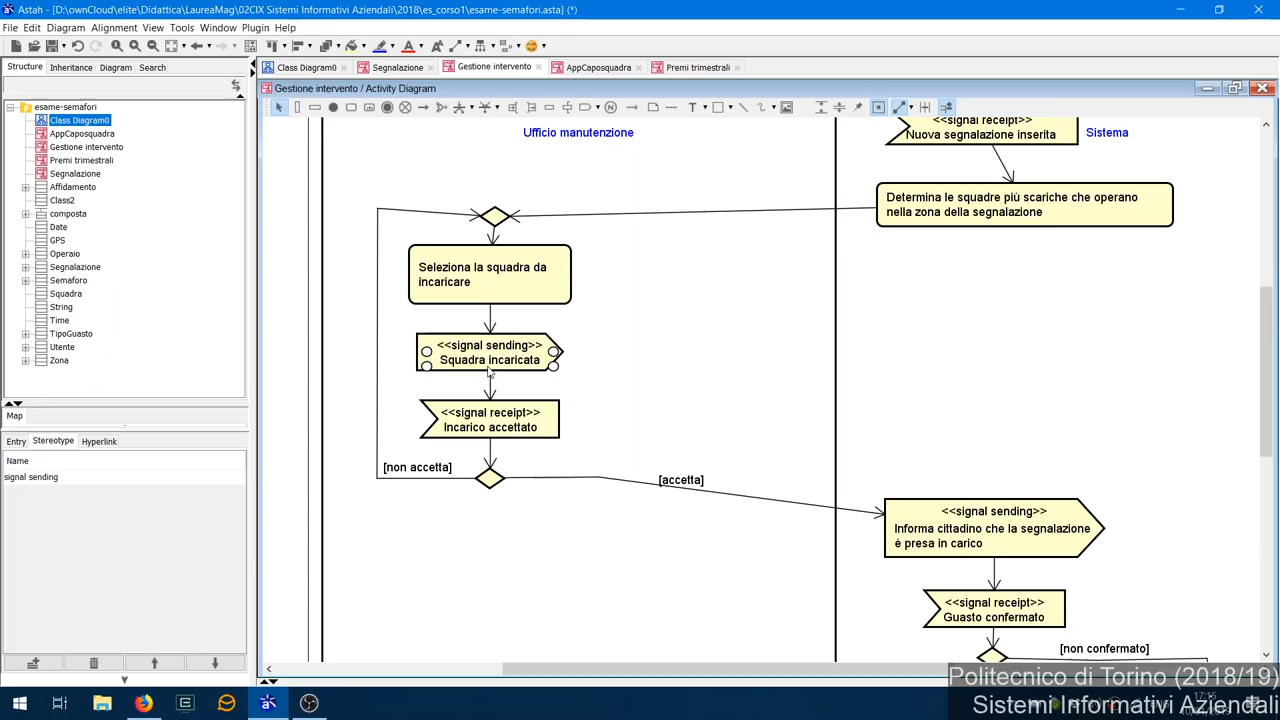 Astah - [D:\ownCloud\elite\Didattica\LaureaMag\02CIX Sistemi Informativi Aziendali\2018\es_corso1\esame-semafori.asta] (*)
File Edit Diagram Alignment View Tools Window Plugin Help
Structure Inheritance Diagram Search
Class Diagram0 Segnalazione Gestione intervento AppCaposquadra Premi trimestrali
Gestione intervento / Activity Diagram
esame-semafori
Class Diagram0
AppCaposquadra
Gestione intervento
Premi trimestrali
Segnalazione
Affidamento
Class2
composta
Date
GPS
Operaio
Segnalazione
Semaforo
Squadra
String
Time
TipoGuasto
Utente
Zona
Map
Entry Stereotype Hyperlink
Name
signal sending
Ufficio manutenzione
<<signal receipt>>
Nuova segnalazione inserita
Sistema
Determina le squadre più scariche che operano
nella zona della segnalazione
Seleziona la squadra da
incaricare
<<signal sending>>
Squadra incaricata
<<signal receipt>>
Incarico accettato
[non accetta]
[accetta]
<<signal sending>>
Informa cittadino che la segnalazione
è presa in carico
<<signal receipt>>
Guasto confermato
[non confermato]
Politecnico di Torino (2018/19)
17:15
Sistemi Informativi Aziendali